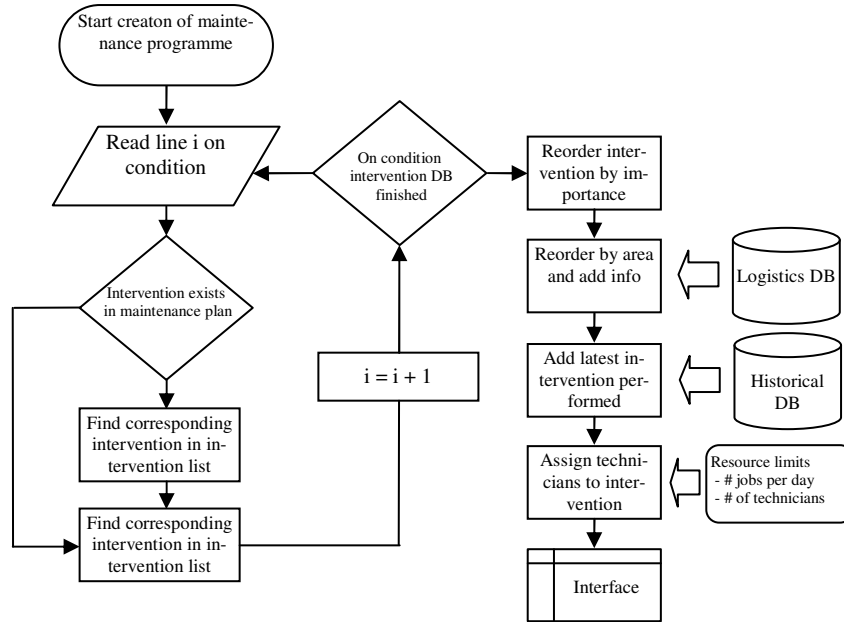 Start creaton of mainte-
nance programme
Read line i on
condition
Intervention exists
in maintenance plan
Find corresponding
intervention in in-
tervention list
Find corresponding
intervention in in-
tervention list
i = i + 1
On condition
intervention DB
finished
Reorder inter-
vention by im-
portance
Reorder by area
and add info
Logistics DB
Add latest in-
tervention per-
formed
Historical
DB
Assign techni-
cians to interven-
tion
Resource limits
- # jobs per day
- # of technicians
Interface